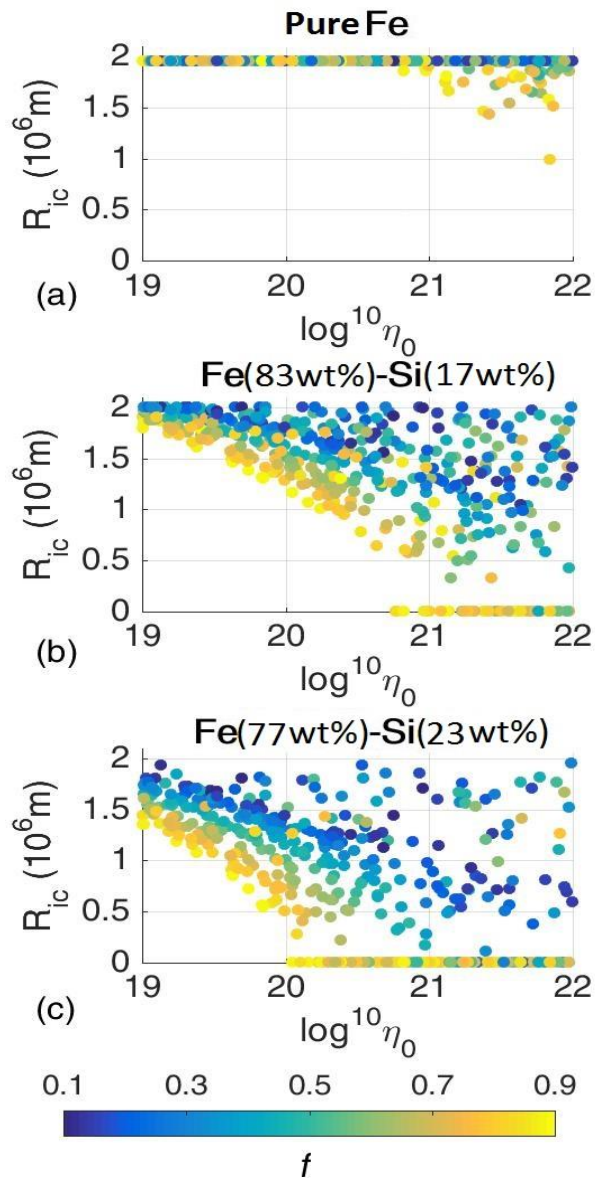 Pure Fe
2
1.5
1
0.5
0
R_ic (10^6m)
19 20 21 22
(a)
log^10 η_0
Fe(83wt%)-Si(17wt%)
2
1.5
1
0.5
0
R_ic (10^6m)
19 20 21 22
(b)
log^10 η_0
Fe(77wt%)-Si(23wt%)
2
1.5
1
0.5
0
R_ic (10^6m)
19 20 21 22
(c)
log^10 η_0
0.1 0.3 0.5 0.7 0.9
f